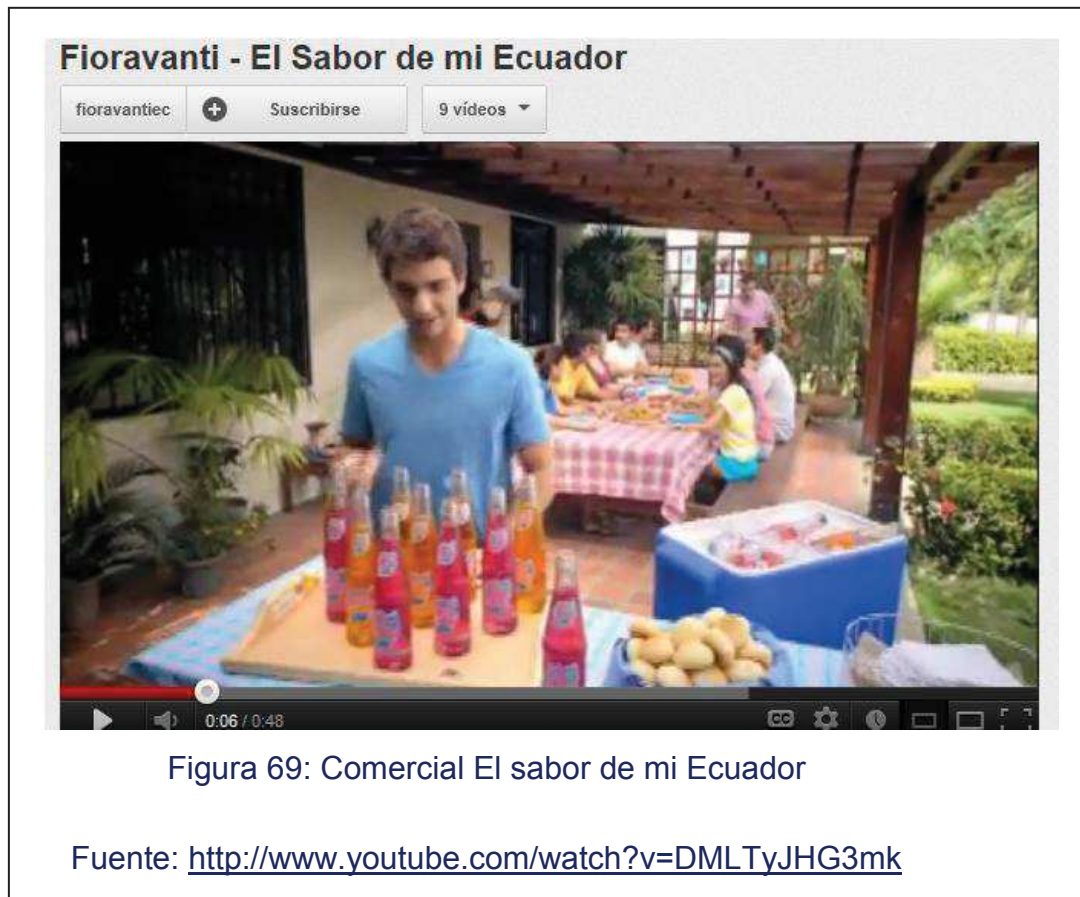 Fioravanti - El Sabor de mi Ecuador
fioravantiec Suscribirse 9 vídeos
0:06 / 0:48 CC
Figura 69: Comercial El sabor de mi Ecuador
Fuente: http://www.youtube.com/watch?v=DMLTyJHG3mk